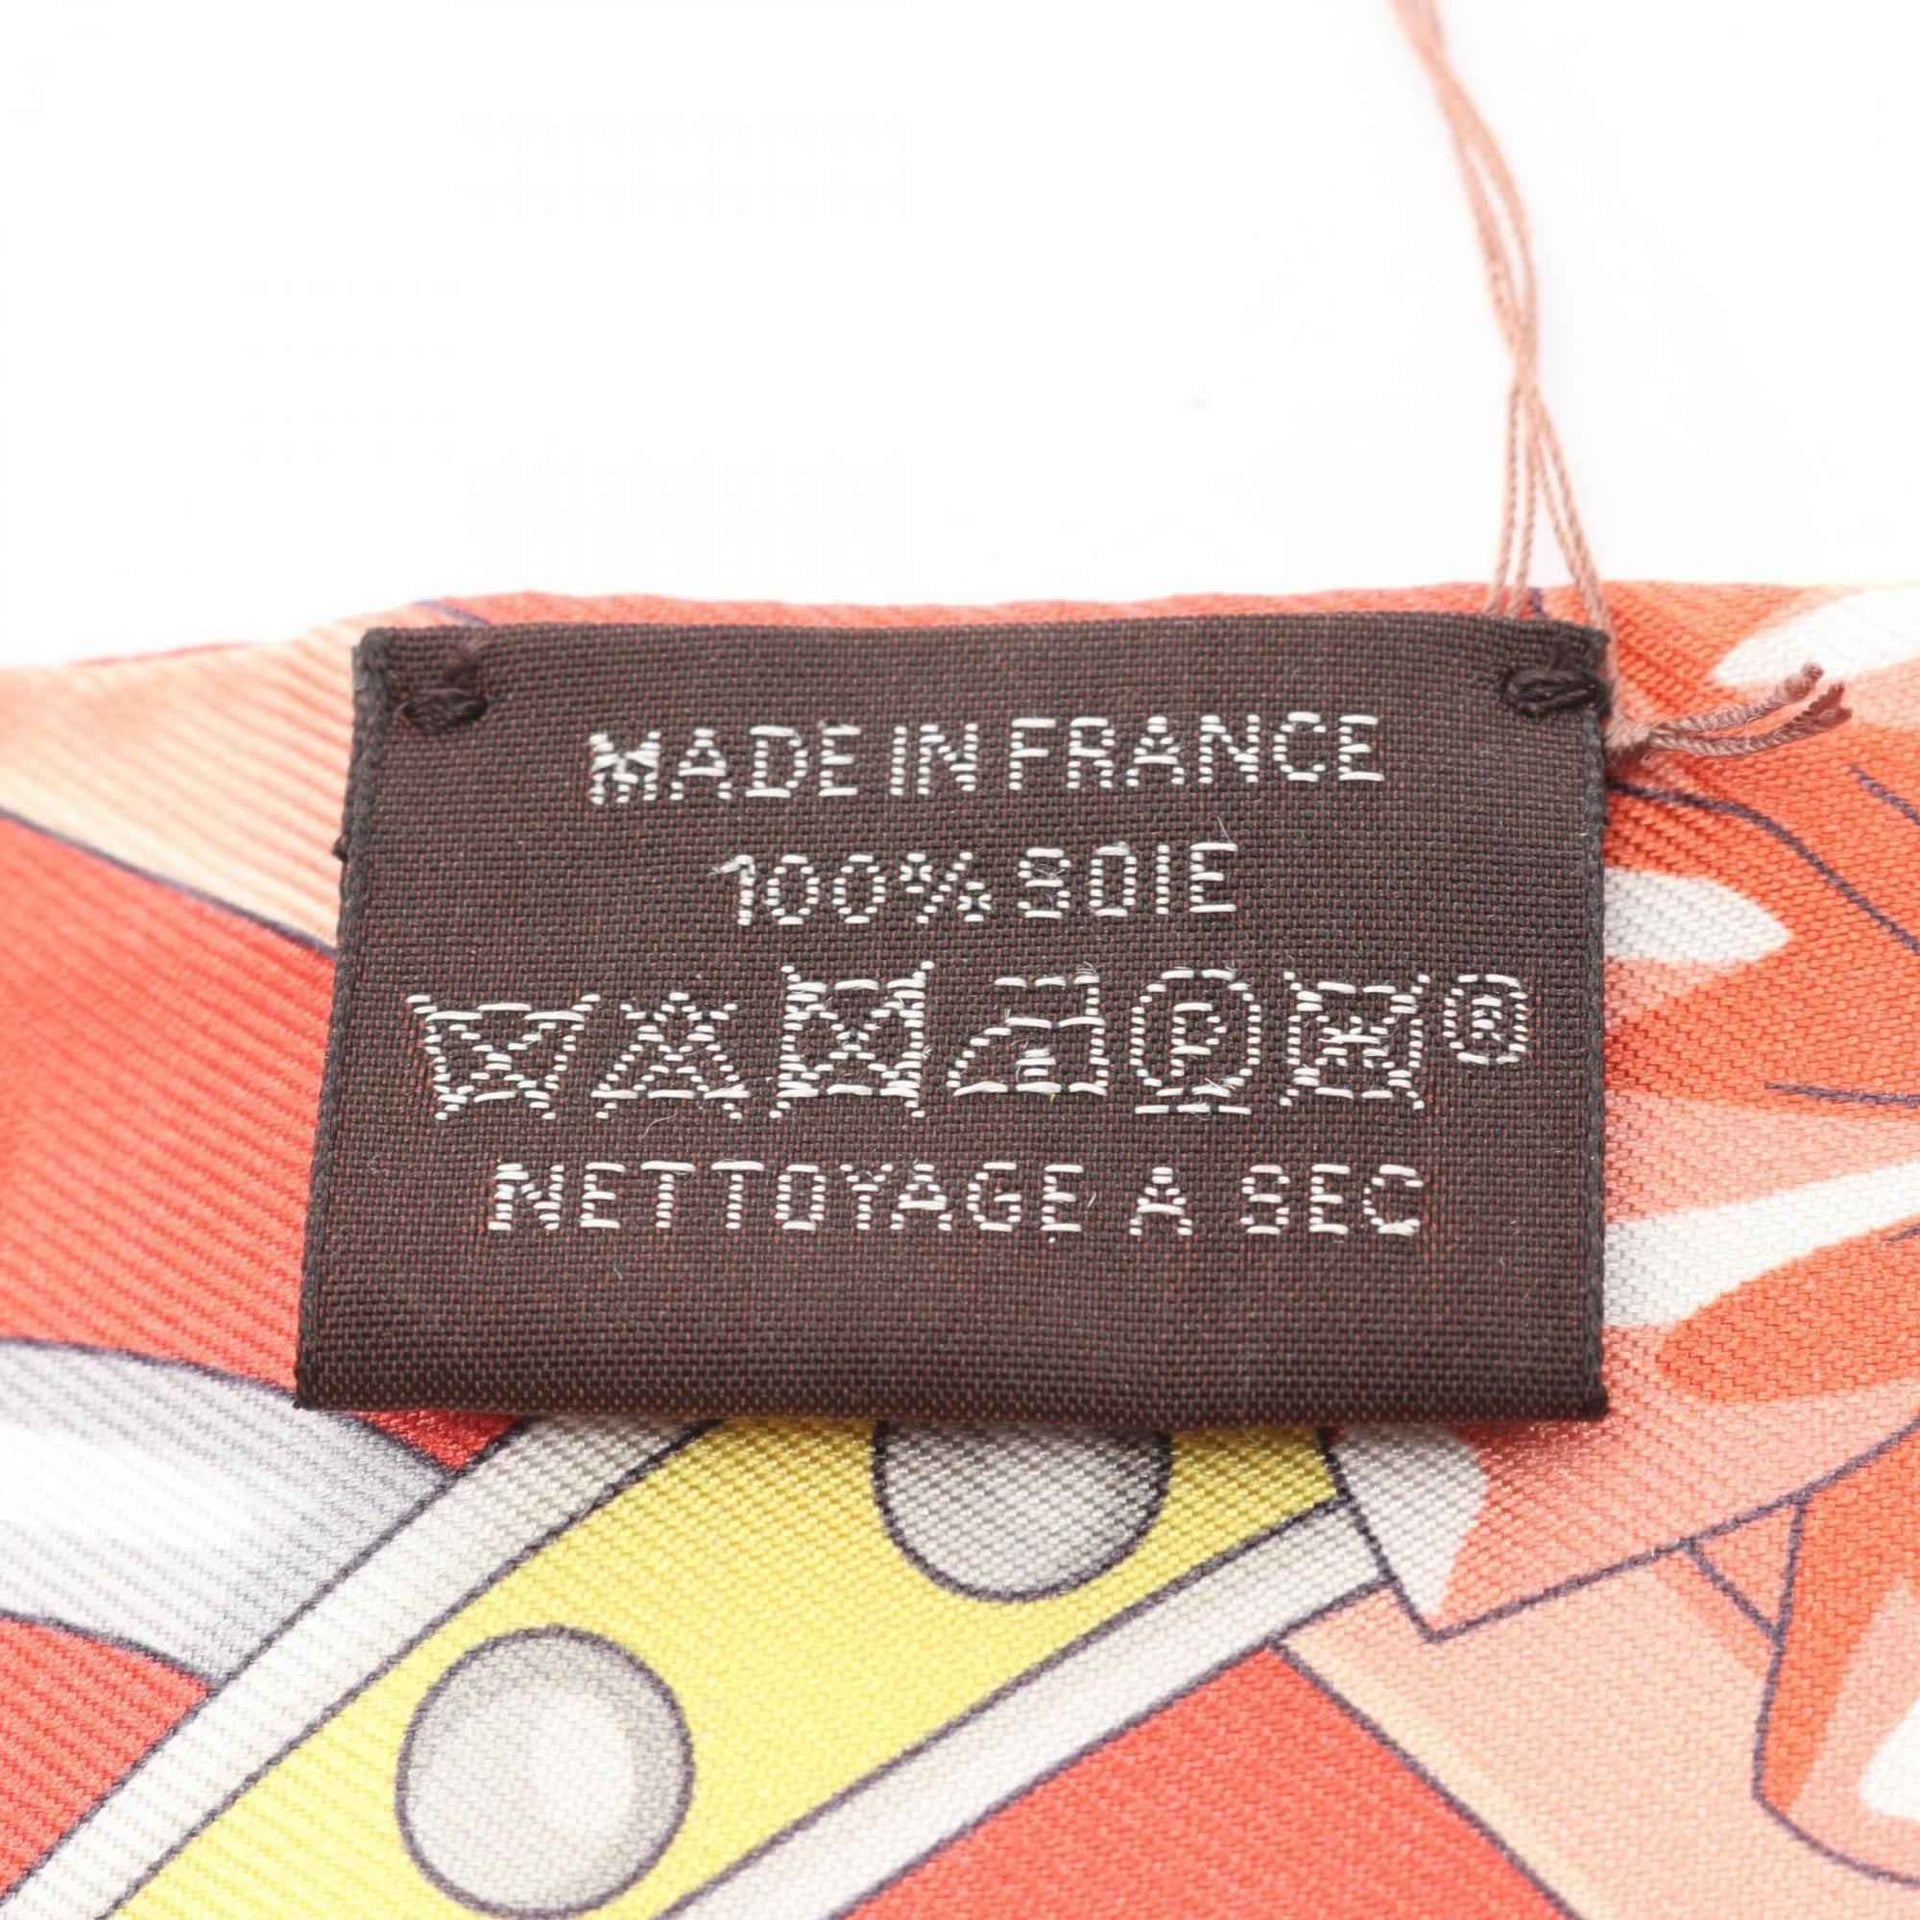 MADE IN FRANCE
100% SOIE
P W ®
NETTOYAGE A SEC